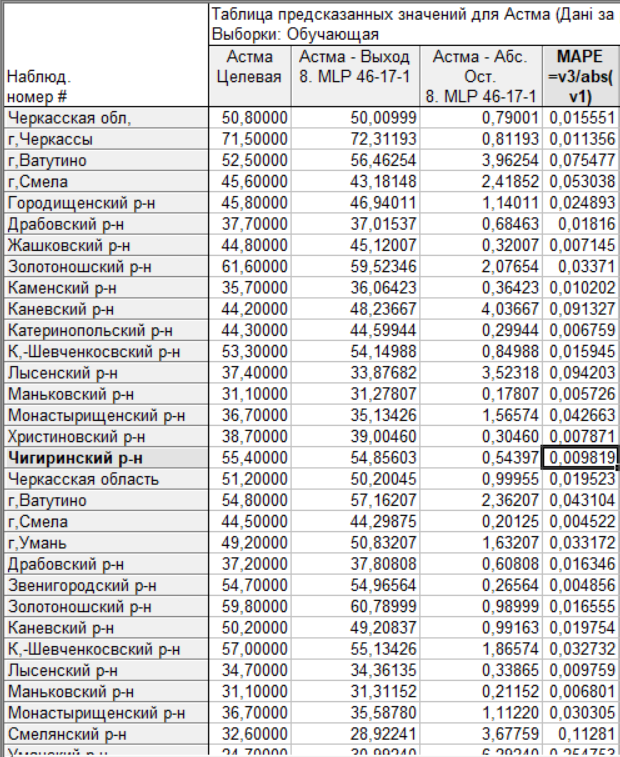 Таблица предсказанных значений для Астма (Дані за
Выборки: Обучающая
Наблюд. номер # Астма Целевая Астма - Выход 8. MLP 46-17-1 Астма - Абс. Ост. 8. MLP 46-17-1 MAPE =v3/abs( v1)
Черкасская обл, 50,80000 50,00999 0,79001 0,015551
г,Черкассы 71,50000 72,31193 0,81193 0,011356
г,Ватутино 52,50000 56,46254 3,96254 0,075477
г,Смела 45,60000 43,18148 2,41852 0,053038
Городищенский р-н 45,80000 46,94011 1,14011 0,024893
Драбовский р-н 37,70000 37,01537 0,68463 0,01816
Жашковский р-н 44,80000 45,12007 0,32007 0,007145
Золотоношский р-н 61,60000 59,52346 2,07654 0,03371
Каменский р-н 35,70000 36,06423 0,36423 0,010202
Каневский р-н 44,20000 48,23667 4,03667 0,091327
Катеринопольский р-н 44,30000 44,59944 0,29944 0,006759
К,-Шевченкосвский р-н 53,30000 54,14988 0,84988 0,015945
Лысенский р-н 37,40000 33,87682 3,52318 0,094203
Маньковский р-н 31,10000 31,27807 0,17807 0,005726
Монастырищенский р-н 36,70000 35,13426 1,56574 0,042663
Христиновский р-н 38,70000 39,00460 0,30460 0,007871
Чигиринский р-н 55,40000 54,85603 0,54397 0,009819
Черкасская область 51,20000 50,20045 0,99955 0,019523
г,Ватутино 54,80000 57,16207 2,36207 0,043104
г,Смела 44,50000 44,29875 0,20125 0,004522
г,Умань 49,20000 50,83207 1,63207 0,033172
Драбовский р-н 37,20000 37,80808 0,60808 0,016346
Звенигородский р-н 54,70000 54,96564 0,26564 0,004856
Золотоношский р-н 59,80000 60,78999 0,98999 0,016555
Каневский р-н 50,20000 49,20837 0,99163 0,019754
К,-Шевченкосвский р-н 57,00000 55,13426 1,86574 0,032732
Лысенский р-н 34,70000 34,36135 0,33865 0,009759
Маньковский р-н 31,10000 31,31152 0,21152 0,006801
Монастырищенский р-н 36,70000 35,58780 1,11220 0,030305
Смелянский р-н 32,60000 28,92241 3,67759 0,11281